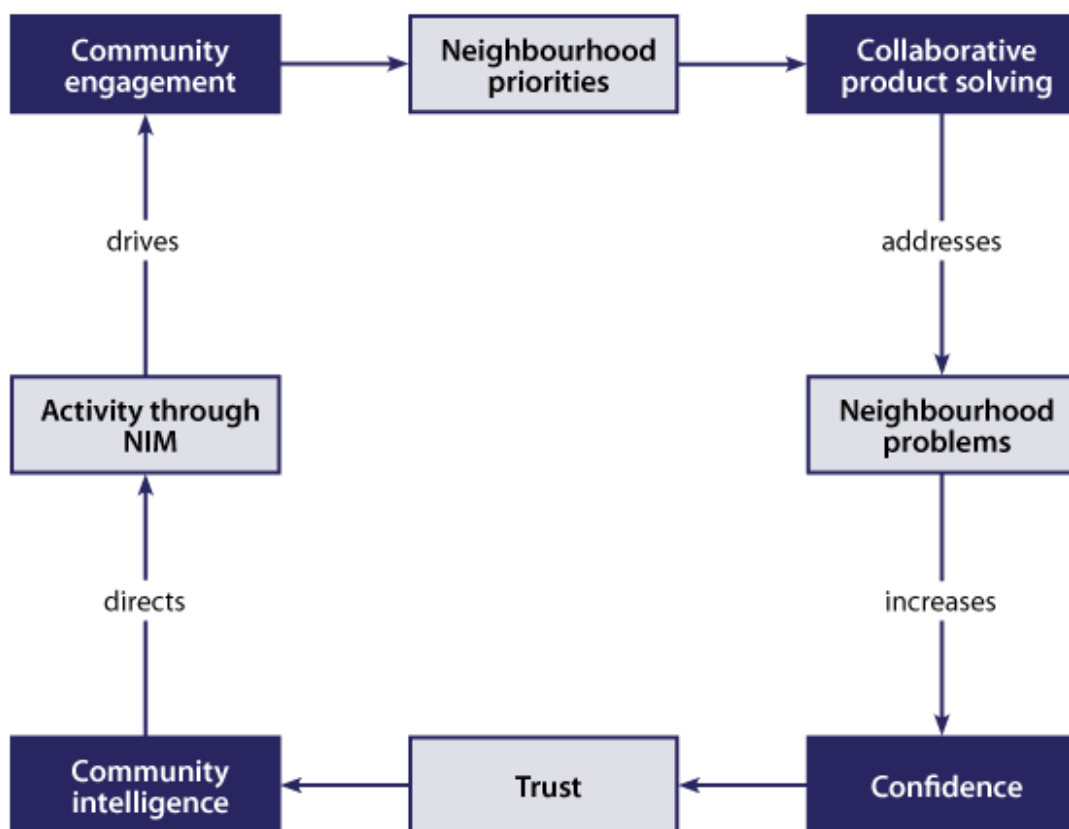 Community
engagement
Neighbourhood
priorities
Collaborative
product solving
drives
addresses
Activity through
NIM
Neighbourhood
problems
directs
increases
Community
intelligence
Trust
Confidence